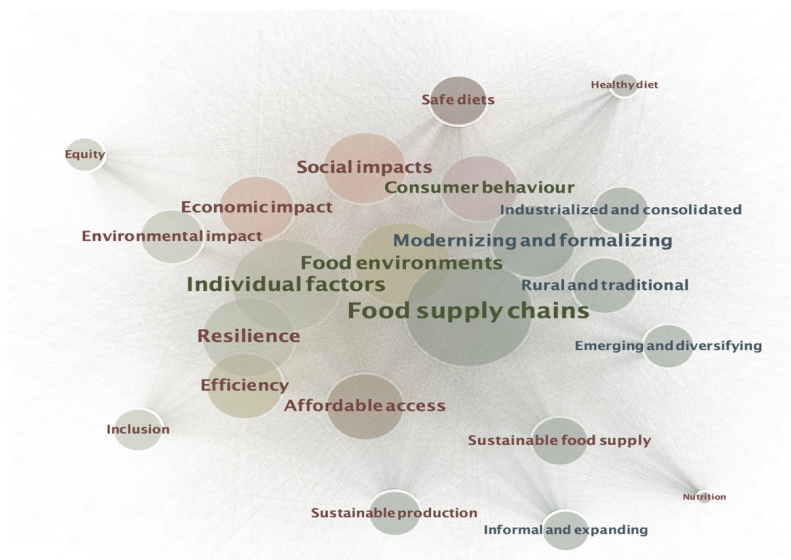 Healthy diet
Safe diets
Equity
Social impacts
Consumer behaviour
Economic impact
Industrialized and consolidated
Environmental impact
Modernizing and formalizing
Food environments
Individual factors
Rural and traditional
Food supply chains
Resilience
Emerging and diversifying
Efficiency
Affordable access
Inclusion
Sustainable food supply
Nutrition
Sustainable production
Informal and expanding